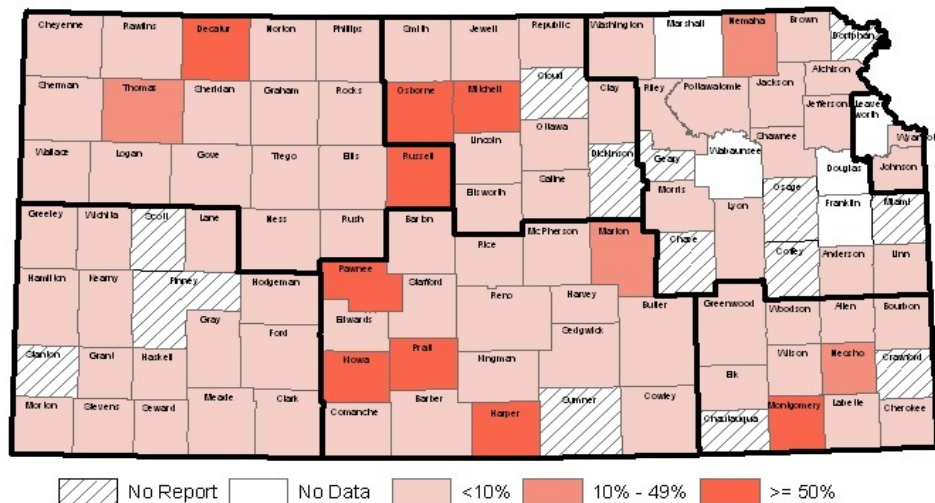 Cheyenne Rawlins Decatur Norton Phillips Smith Jewell Republic Washington Marshall Nemaha Brown Doniphan
Sherman Thomas Sheridan Graham Rooks Osborne Mitchell Cloud Clay Riley Pottawatomie Jackson Atchison
Jefferson Leavenworth
Wallace Logan Gove Trego Ellis Russell Lincoln Ottawa Dickinson Geary Wabaunsee Shawnee Douglas Johnson
Ellsworth Saline Morris Osage Franklin Miami
Greeley Wichita Scott Lane Ness Rush Barton Rice McPherson Marion Chase Lyon Coffey Anderson Linn
Hamilton Kearny Finney Hodgeman Pawnee Stafford Reno Harvey Butler Greenwood Woodson Allen Bourbon
Gray Ford Edwards Sedgwick
Stanton Grant Haskell Kiowa Pratt Kingman Elk Wilson Neosho Crawford
Morton Stevens Seward Meade Clark Comanche Barber Harper Sumner Cowley Chautauqua Montgomery Labette Cherokee
No Report No Data <10% 10% - 49% >= 50%